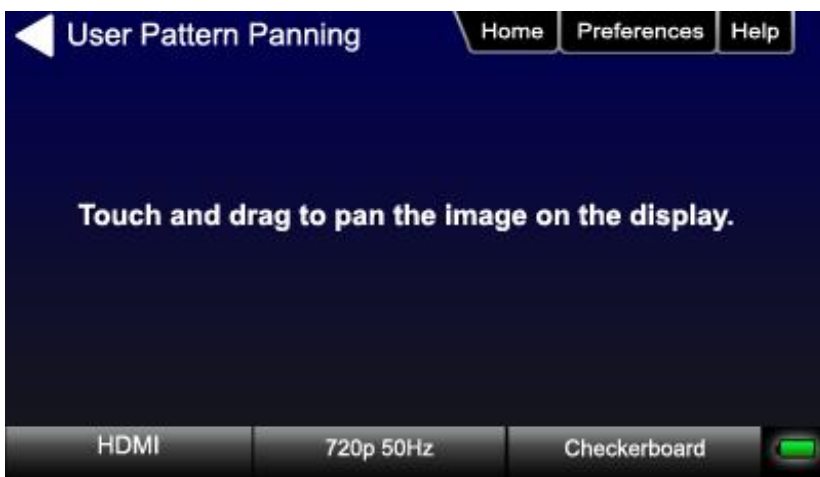 User Pattern Panning
Home Preferences Help
Touch and drag to pan the image on the display.
HDMI 720p 50Hz Checkerboard